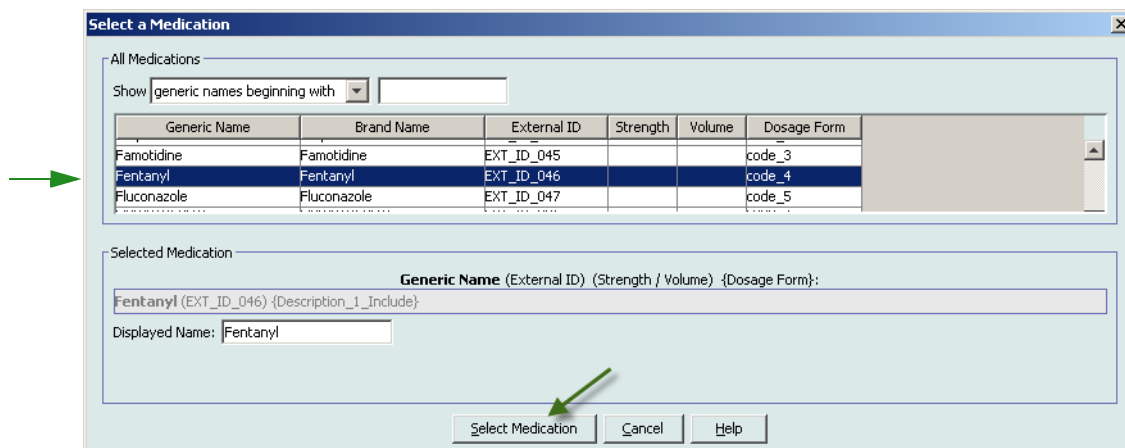 Select a Medication
All Medications
Show generic names beginning with
Generic Name Brand Name External ID Strength Volume Dosage Form
Famotidine Famotidine EXT_ID_045 code_3
Fentanyl Fentanyl EXT_ID_046 code_4
Fluconazole Fluconazole EXT_ID_047 code_5
Selected Medication
Generic Name (External ID) (Strength / Volume) {Dosage Form}:
Fentanyl (EXT_ID_046) {Description_1_Include}
Displayed Name: Fentanyl
Select Medication Cancel Help